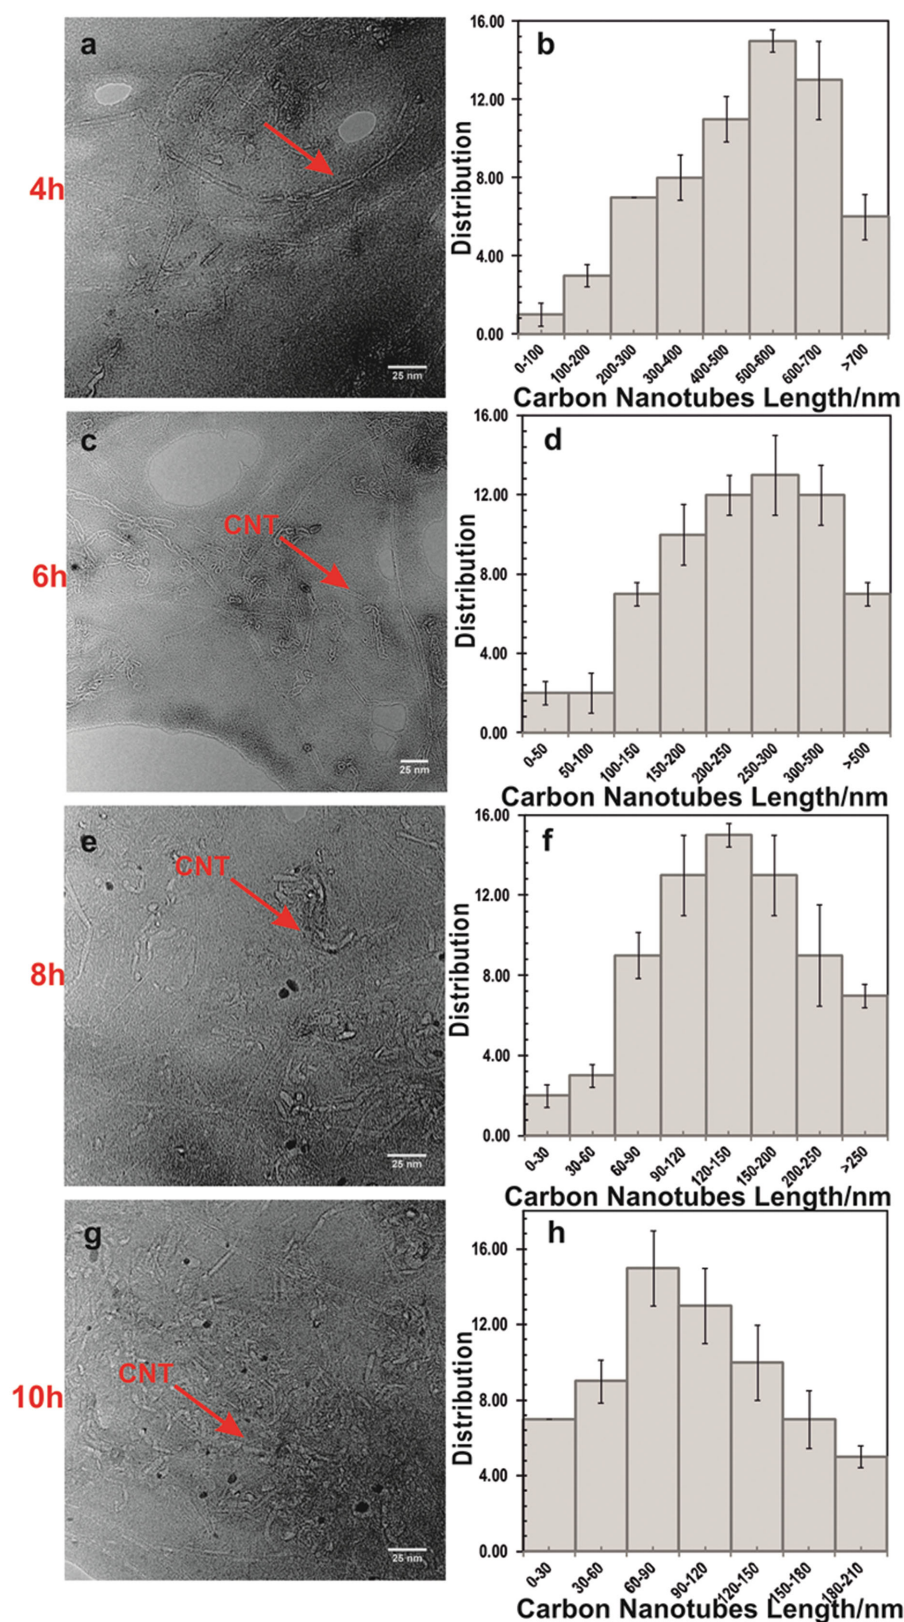 a
4h
25 nm
b
Distribution
16.00
12.00
8.00
4.00
0.00
0-100
100-200
200-300
300-400
400-500
500-600
600-700
>700
Carbon Nanotubes Length/nm
c
CNT
6h
25 nm
d
Distribution
16.00
12.00
8.00
4.00
0.00
0-50
50-100
100-150
150-200
200-250
250-300
300-500
>500
Carbon Nanotubes Length/nm
e
CNT
8h
25 nm
f
Distribution
16.00
12.00
8.00
4.00
0.00
0-30
30-60
60-90
90-120
120-150
150-200
200-250
>250
Carbon Nanotubes Length/nm
g
CNT
10h
25 nm
h
Distribution
16.00
12.00
8.00
4.00
0.00
0-30
30-60
60-90
90-120
120-150
150-180
180-210
Carbon Nanotubes Length/nm